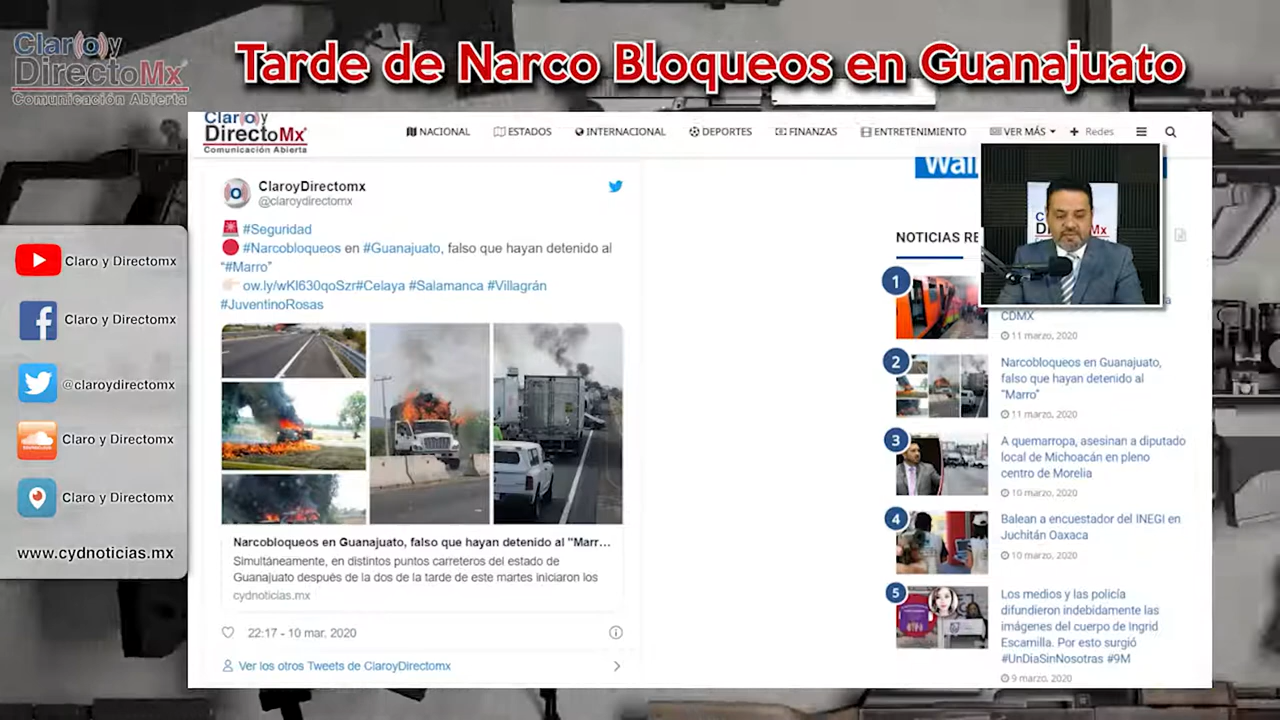 Clar(o)y
DirectoMx
Comunicación Abierta
Tarde de Narco Bloqueos en Guanajuato
Clar(o)y
DirectoMx
Comunicación Abierta
NACIONAL
ESTADOS
INTERNACIONAL
DEPORTES
FINANZAS
ENTRETENIMIENTO
VER MÁS
Redes
Claro y Directomx
Claro y Directomx
@claroydirectomx
Claro y Directomx
Claro y Directomx
www.cydnoticias.mx
ClaroyDirectomx
@claroydirectomx
#Seguridad
#Narcobloqueos en #Guanajuato, falso que hayan detenido al
"#Marro"
ow.ly/wKl630qoSzr#Celaya #Salamanca #Villagrán
#JuventinoRosas
Narcobloqueos en Guanajuato, falso que hayan detenido al "Marr...
Simultáneamente, en distintos puntos carreteros del estado de
Guanajuato después de la dos de la tarde de este martes iniciaron los
cydnoticias.mx
22:17 - 10 mar. 2020
Ver los otros Tweets de ClaroyDirectomx
NOTICIAS RE
1
CDMX
11 marzo, 2020
2
Narcobloqueos en Guanajuato,
falso que hayan detenido al
"Marro"
11 marzo, 2020
3
A quemarropa, asesinan a diputado
local de Michoacán en pleno
centro de Morelia
10 marzo, 2020
4
Balean a encuestador del INEGI en
Juchitán Oaxaca
10 marzo, 2020
5
Los medios y las policía
difundieron indebidamente las
imágenes del cuerpo de Ingrid
Escamilla. Por esto surgió
#UnDiaSinNosotras #9M
9 marzo, 2020